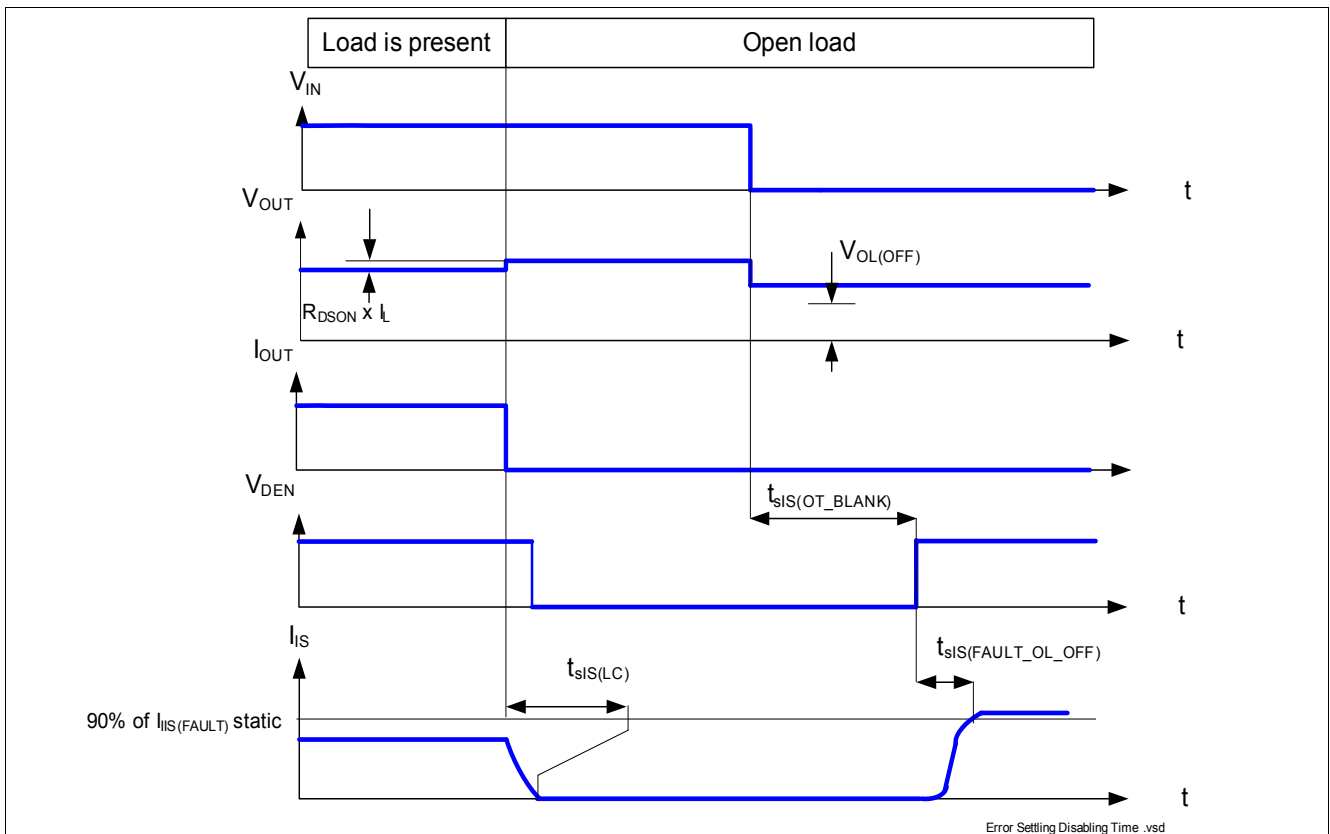 Load is present
Open load
VIN
t
VOUT
VOL(OFF)
RDSON x IL
t
IOUT
VDEN
tsIS(OT_BLANK)
t
IIS
tsIS(FAULT_OL_OFF)
tsIS(LC)
90% of IIIS(FAULT) static
t
Error Settling Disabling Time .vsd